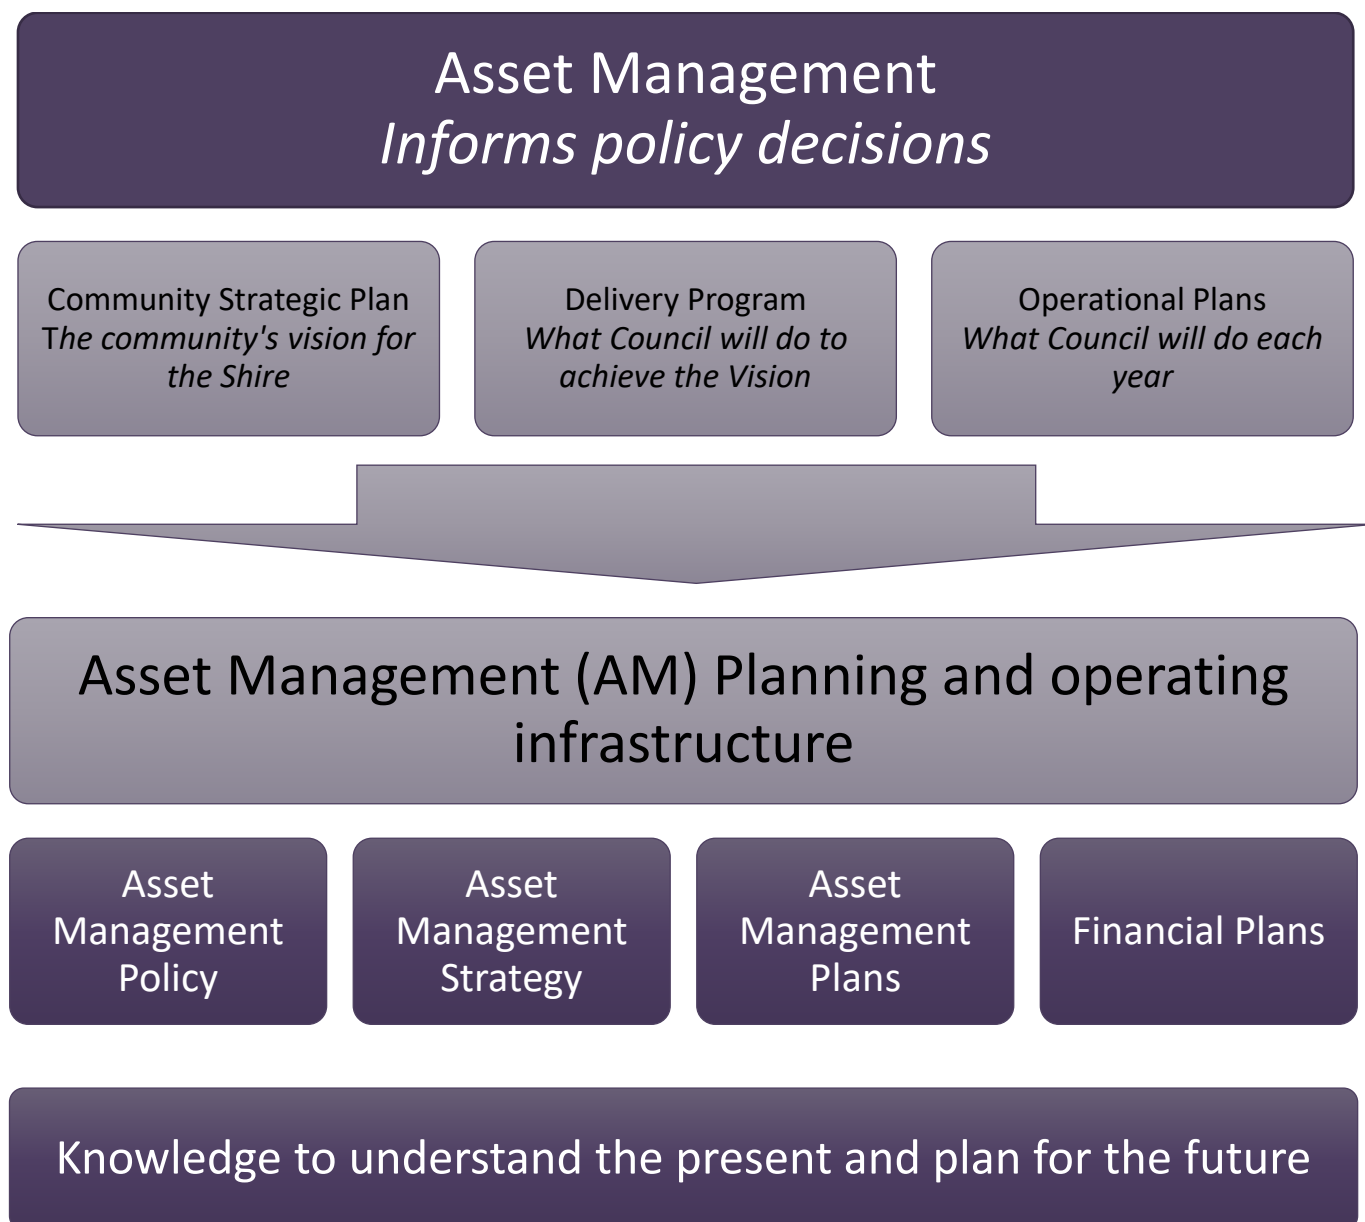 Asset Management
Informs policy decisions
Community Strategic Plan
The community's vision for
the Shire
Delivery Program
What Council will do to
achieve the Vision
Operational Plans
What Council will do each
year
Asset Management (AM) Planning and operating
infrastructure
Asset
Management
Policy
Asset
Management
Strategy
Asset
Management
Plans
Financial Plans
Knowledge to understand the present and plan for the future